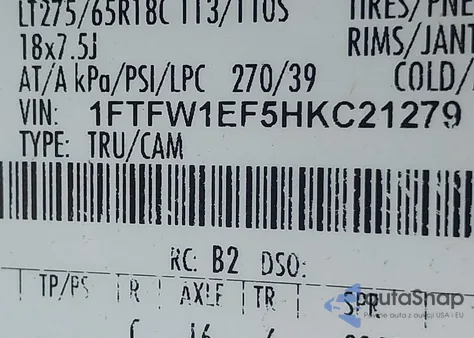 LT275/65R18C 113/110S TIRES/PNE
18x7.5J RIMS/JANT
AT/A kPa/PSI/LPC 270/39 COLD/
VIN: 1FTFW1EF5HKC21279
TYPE: TRU/CAM
RC: B2 DSO:
TP/PS R AXLE TR SPR